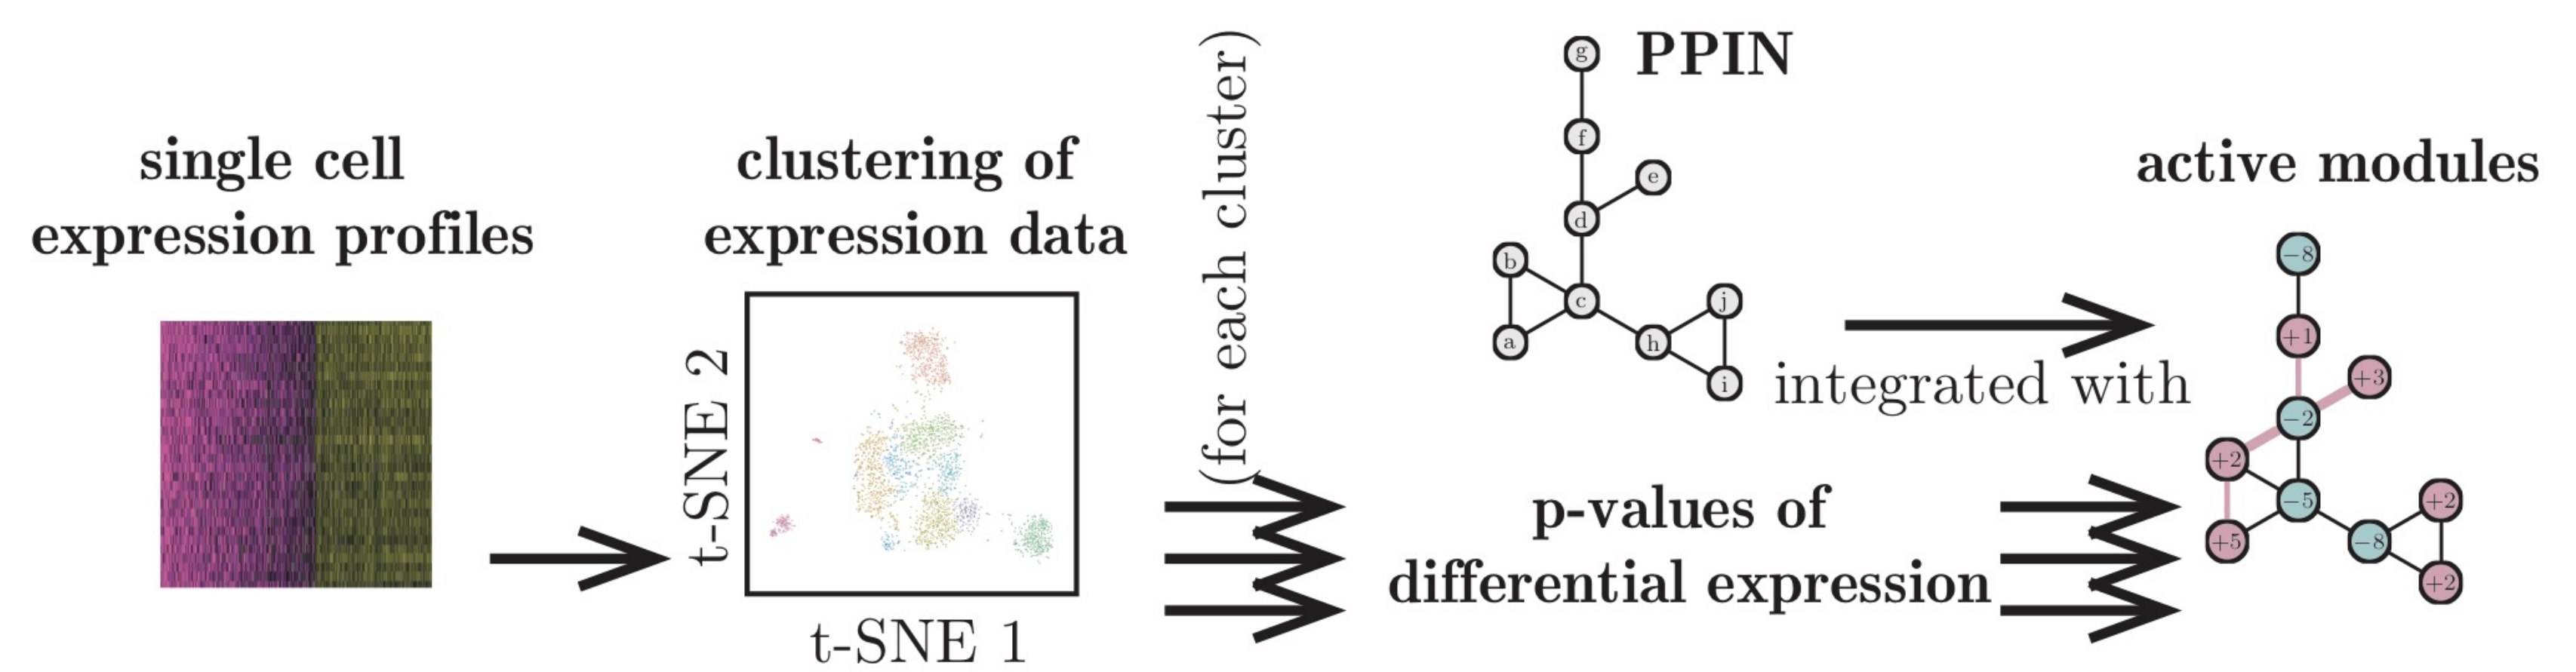 single cell
expression profiles
clustering of
expression data
t-SNE 2
t-SNE 1
(for each cluster)
PPIN
g
f
e
d
b
c
j
a
h
i
p-values of
differential expression
integrated with
active modules
−8
+1
+3
−2
+2
−5
+2
+5
−8
+2